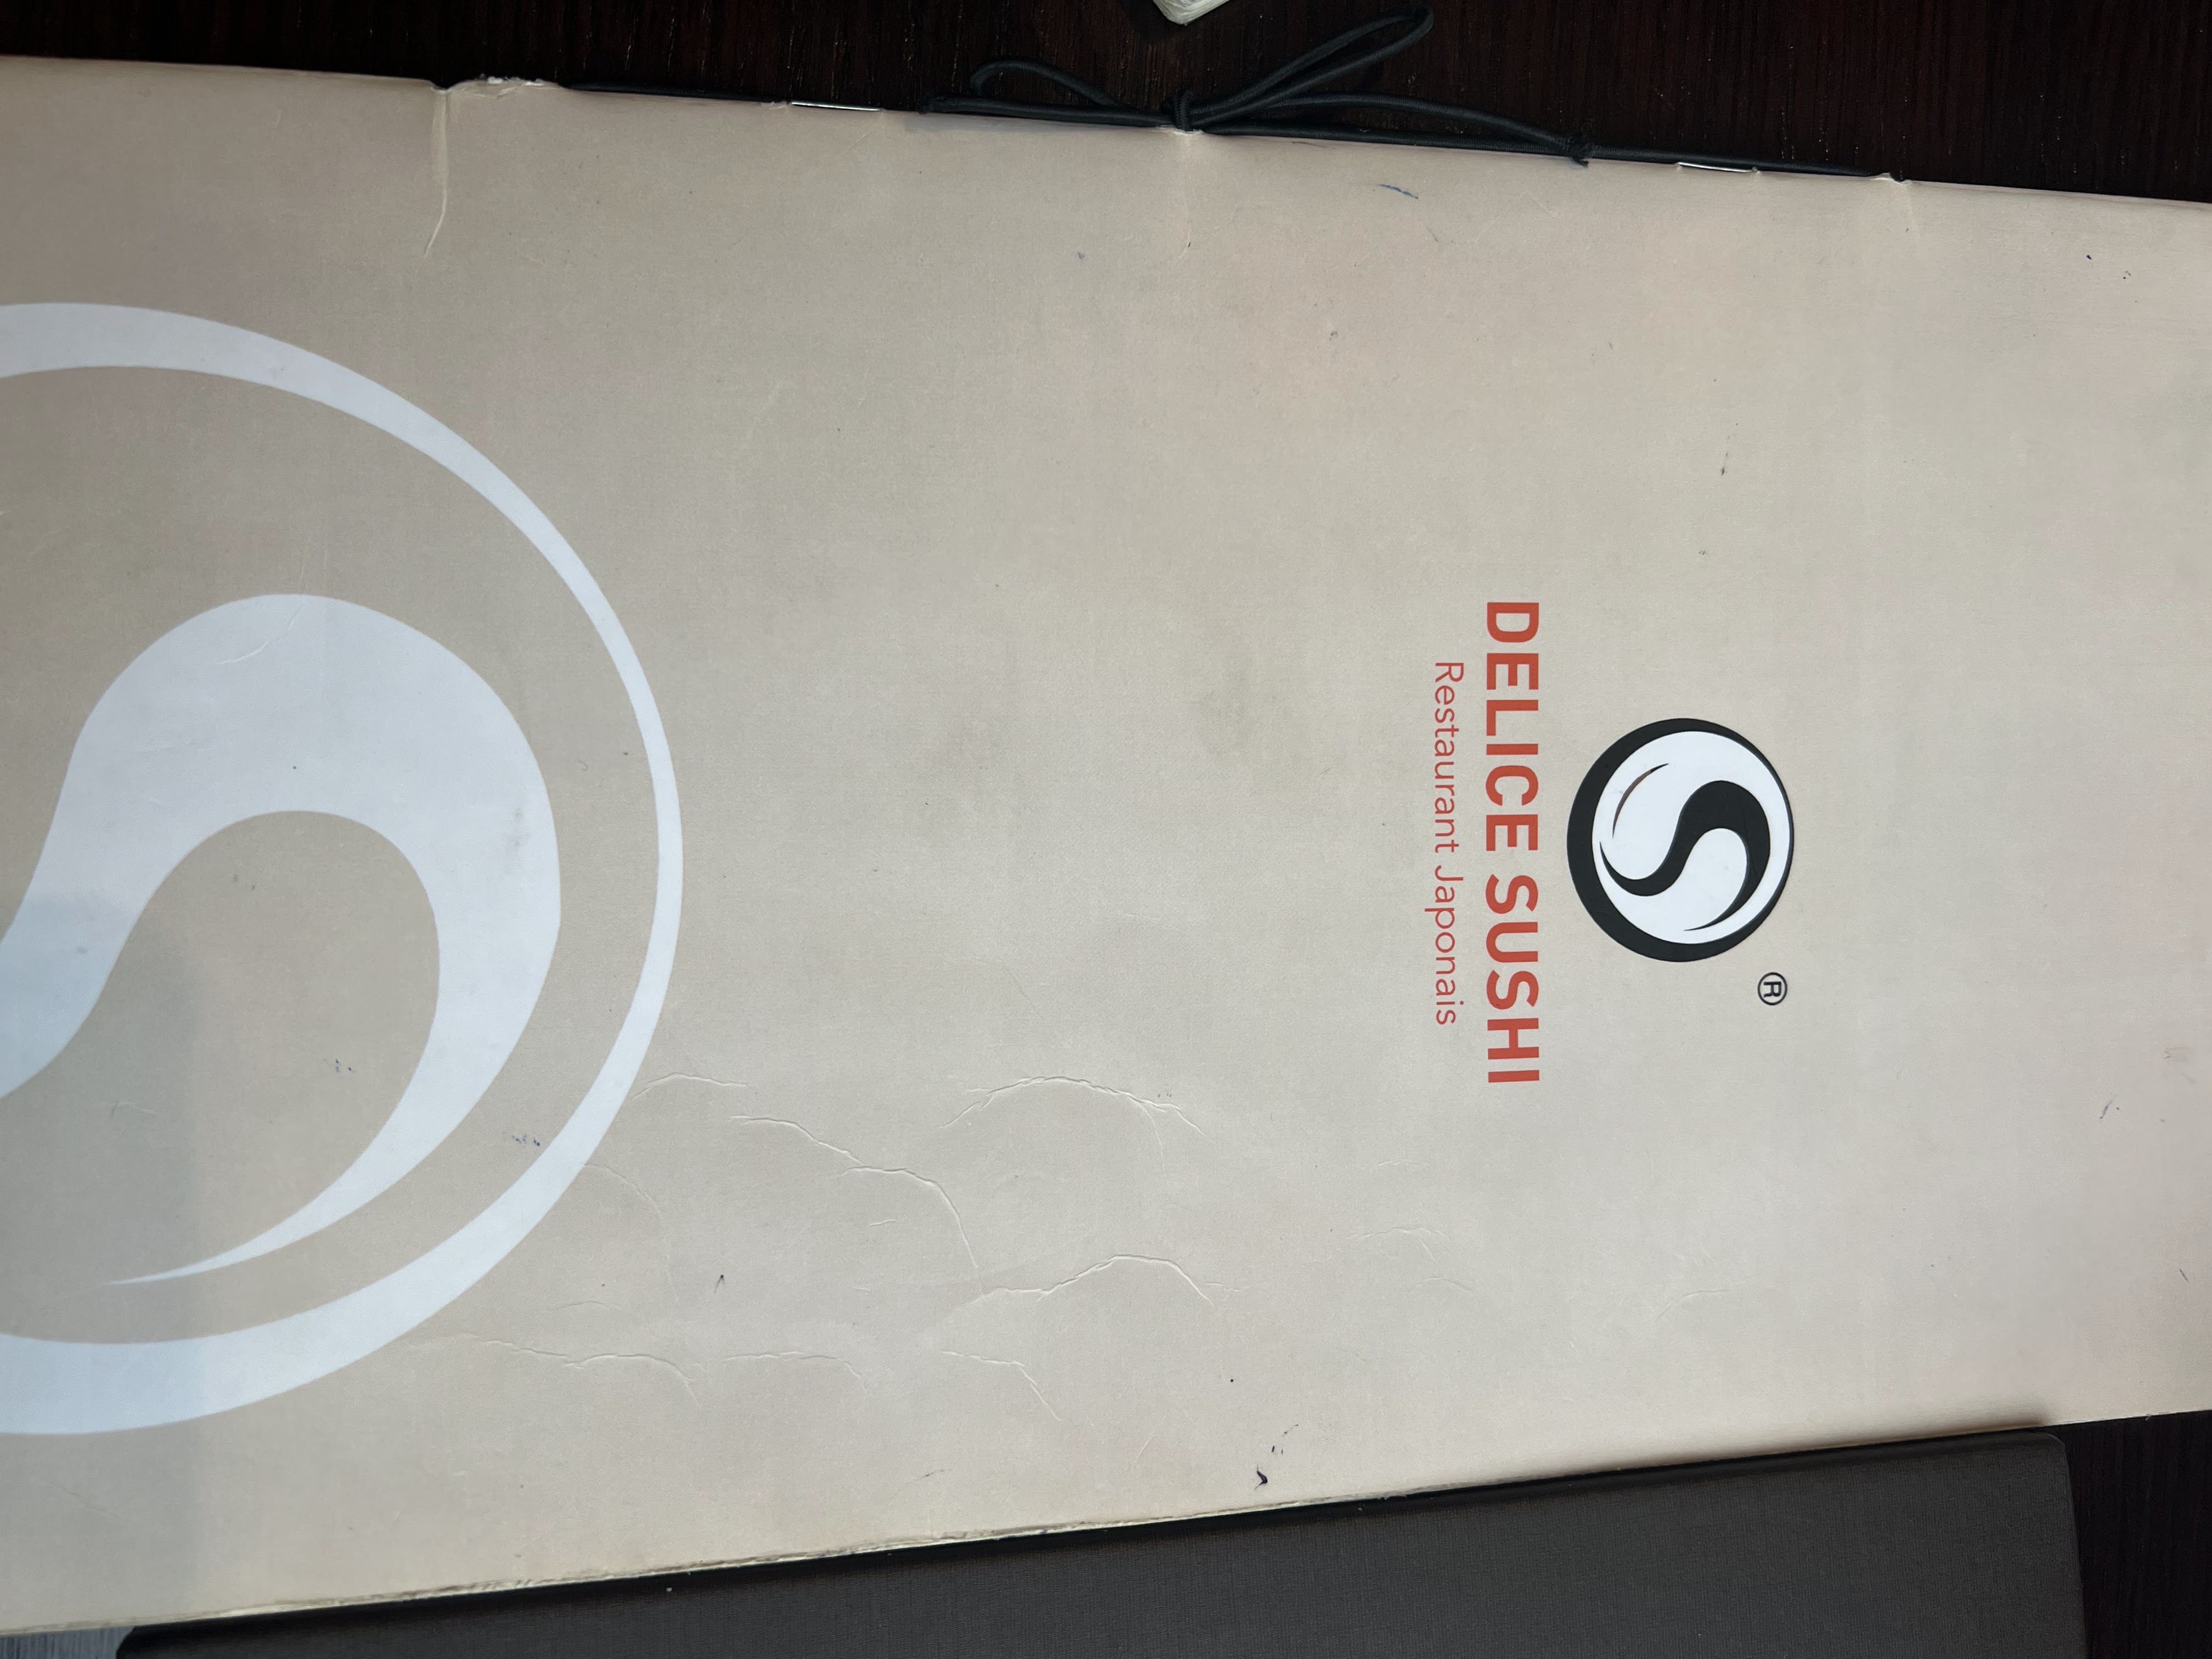 ®
DELICE SUSHI
Restaurant Japonais